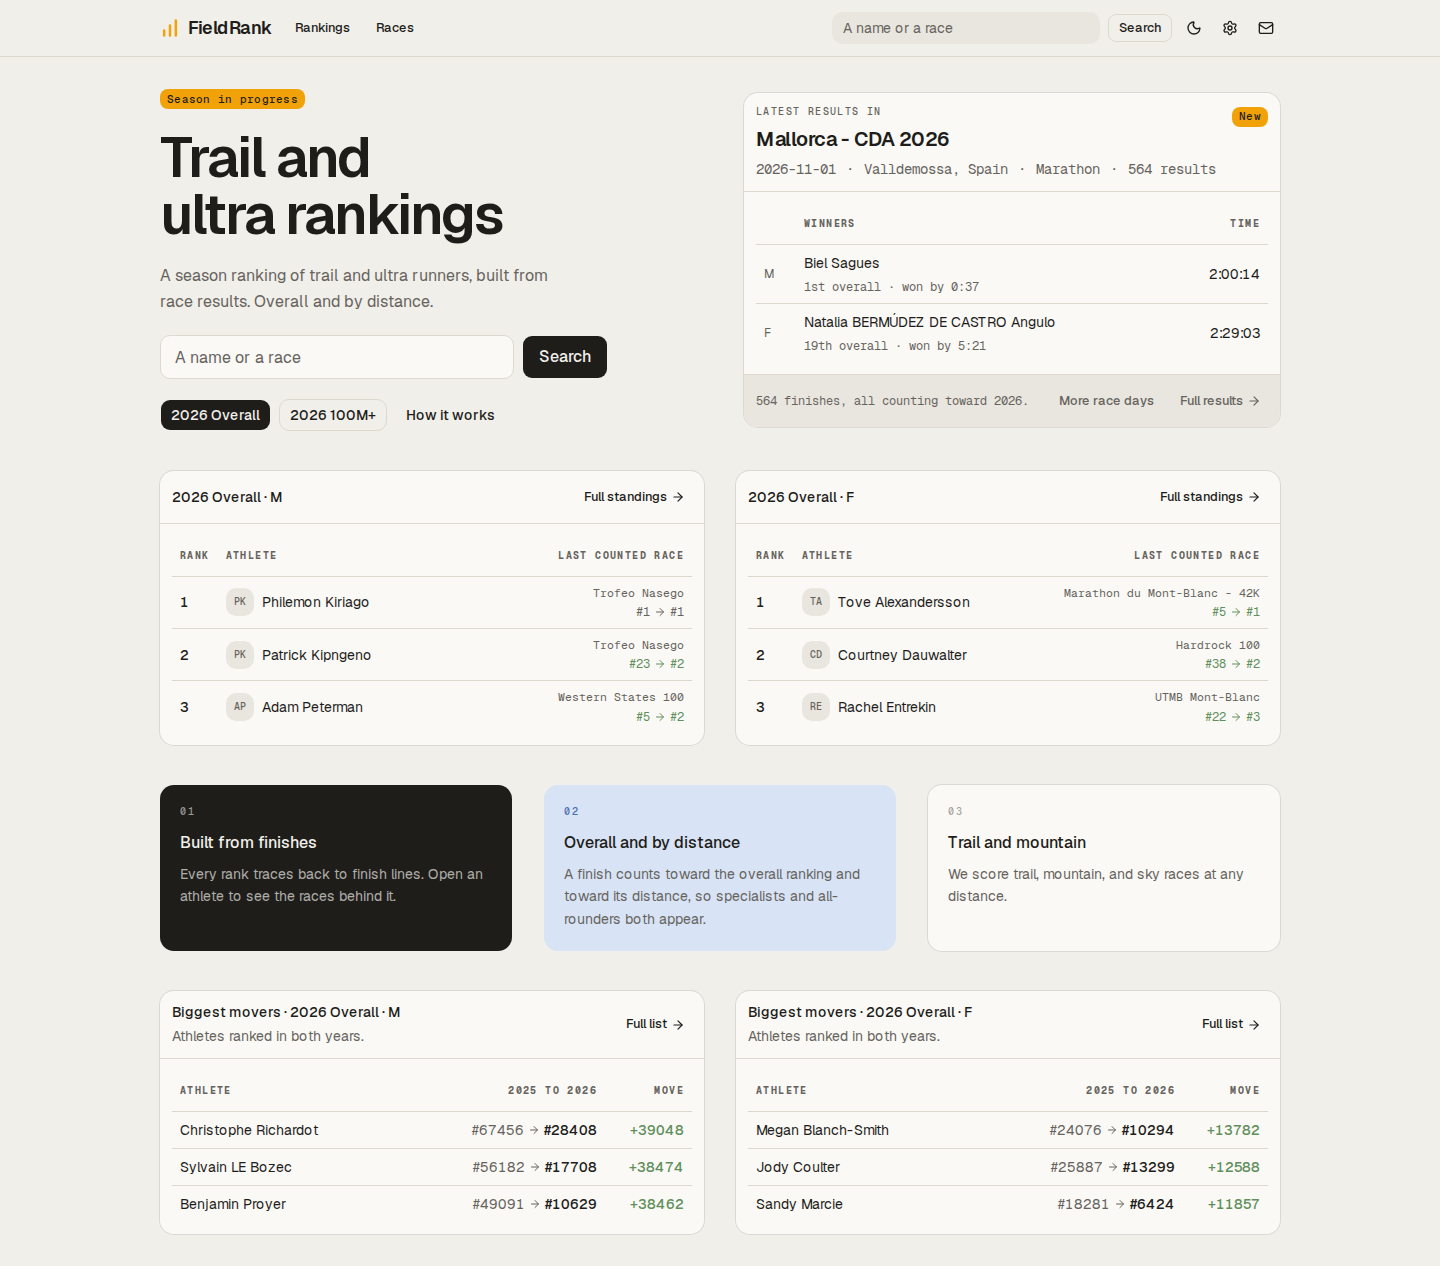 FieldRank Rankings Races A name or a race Search
Season in progress
Trail and
ultra rankings
A season ranking of trail and ultra runners, built from
race results. Overall and by distance.
A name or a race Search
2026 Overall 2026 100M+ How it works
LATEST RESULTS IN New
Mallorca - CDA 2026
2026-11-01 · Valldemossa, Spain · Marathon · 564 results
WINNERS TIME
M Biel Sagues 2:00:14
1st overall · won by 0:37
F Natalia BERMÚDEZ DE CASTRO Angulo 2:29:03
19th overall · won by 5:21
564 finishes, all counting toward 2026. More race days Full results →
2026 Overall · M Full standings →
RANK ATHLETE LAST COUNTED RACE
1 PK Philemon Kiriago Trofeo Nasego
#1 → #1
2 PK Patrick Kipngeno Trofeo Nasego
#23 → #2
3 AP Adam Peterman Western States 100
#5 → #2
2026 Overall · F Full standings →
RANK ATHLETE LAST COUNTED RACE
1 TA Tove Alexandersson Marathon du Mont-Blanc - 42K
#5 → #1
2 CD Courtney Dauwalter Hardrock 100
#38 → #2
3 RE Rachel Entrekin UTMB Mont-Blanc
#22 → #3
01
Built from finishes
Every rank traces back to finish lines. Open an
athlete to see the races behind it.
02
Overall and by distance
A finish counts toward the overall ranking and
toward its distance, so specialists and all-
rounders both appear.
03
Trail and mountain
We score trail, mountain, and sky races at any
distance.
Biggest movers · 2026 Overall · M Full list →
Athletes ranked in both years.
ATHLETE 2025 TO 2026 MOVE
Christophe Richardot #67456 → #28408 +39048
Sylvain LE Bozec #56182 → #17708 +38474
Benjamin Proyer #49091 → #10629 +38462
Biggest movers · 2026 Overall · F Full list →
Athletes ranked in both years.
ATHLETE 2025 TO 2026 MOVE
Megan Blanch-Smith #24076 → #10294 +13782
Jody Coulter #25887 → #13299 +12588
Sandy Marcie #18281 → #6424 +11857